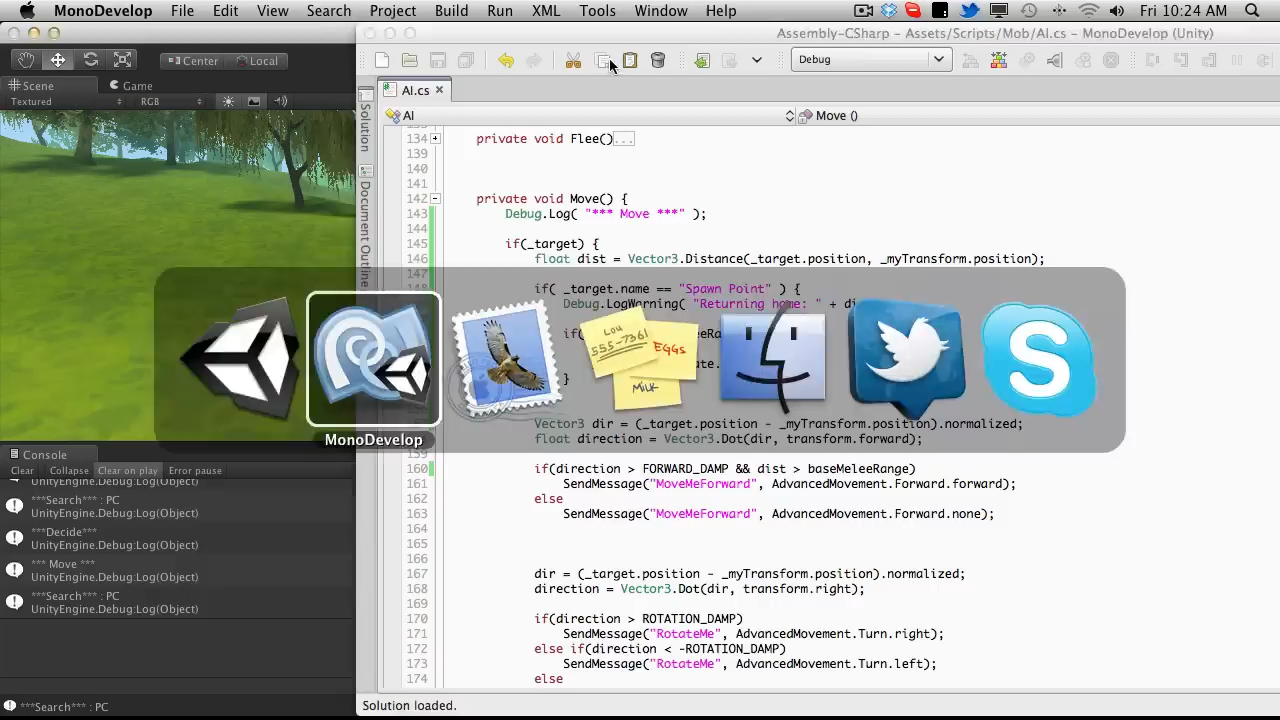 MonoDevelop File Edit View Search Project Build Run XML Tools Window Help Fri 10:24 AM
Assembly-CSharp - Assets/Scripts/Mob/AI.cs - MonoDevelop (Unity)
Center Local
Debug
Scene Game
Textured RGB
AI.cs
AI Move ()
Solution
Document Outline
134 private void Flee()...
139
140
141
142 private void Move() {
143 Debug.Log( "*** Move ***" );
144
145 if(_target) {
146 float dist = Vector3.Distance(_target.position, _myTransform.position);
147
if( _target.name == "Spawn Point" ) {
Debug.LogWarning( "Returning home: " + di
}
Vector3 dir = (_target.position - _myTransform.position).normalized;
float direction = Vector3.Dot(dir, transform.forward);
159
160 if(direction > FORWARD_DAMP && dist > baseMeleeRange)
161 SendMessage("MoveMeForward", AdvancedMovement.Forward.forward);
162 else
163 SendMessage("MoveMeForward", AdvancedMovement.Forward.none);
164
165
166
167 dir = (_target.position - _myTransform.position).normalized;
168 direction = Vector3.Dot(dir, transform.right);
169
170 if(direction > ROTATION_DAMP)
171 SendMessage("RotateMe", AdvancedMovement.Turn.right);
172 else if(direction < -ROTATION_DAMP)
173 SendMessage("RotateMe", AdvancedMovement.Turn.left);
174 else
Lou
555-7361
EGGS
MILK
MonoDevelop
Console
Clear Collapse Clear on play Error pause
UnityEngine.Debug:Log(Object)
***Search*** : PC
UnityEngine.Debug:Log(Object)
***Decide***
UnityEngine.Debug:Log(Object)
*** Move ***
UnityEngine.Debug:Log(Object)
***Search*** : PC
UnityEngine.Debug:Log(Object)
***Search*** : PC
Solution loaded.